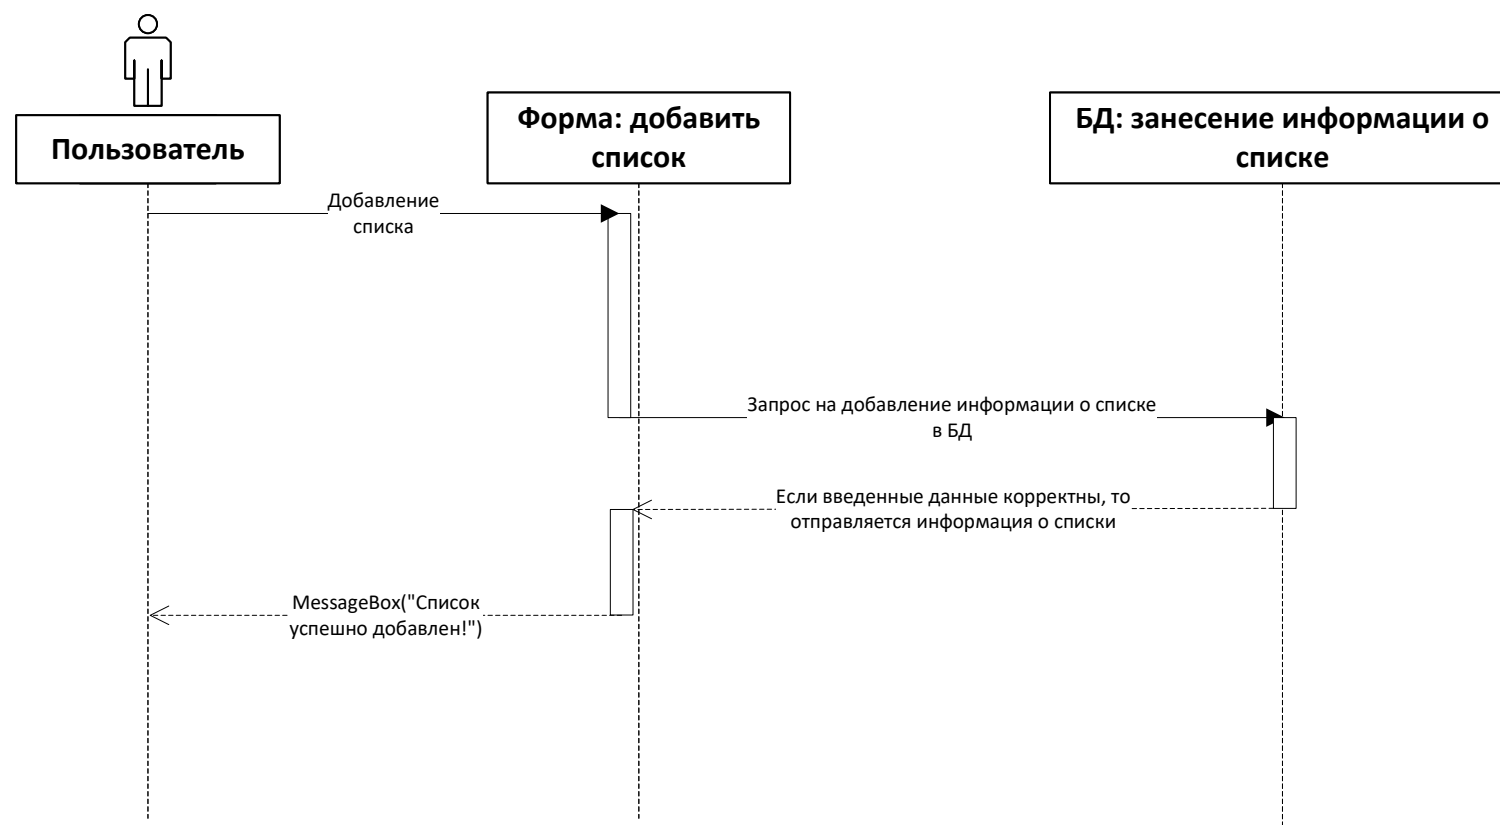 Пользователь
Форма: добавить
список
БД: занесение информации о
списке
Добавление
списка
Запрос на добавление информации о списке
в БД
Если введенные данные корректны, то
отправляется информация о списки
MessageBox("Список
успешно добавлен!")